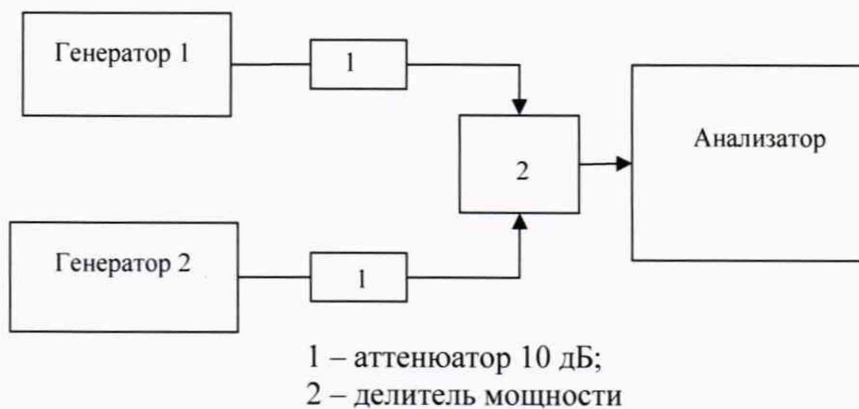 Генератор 1
1
Анализатор
2
Генератор 2
1
1 – аттенюатор 10 дБ;
2 – делитель мощности